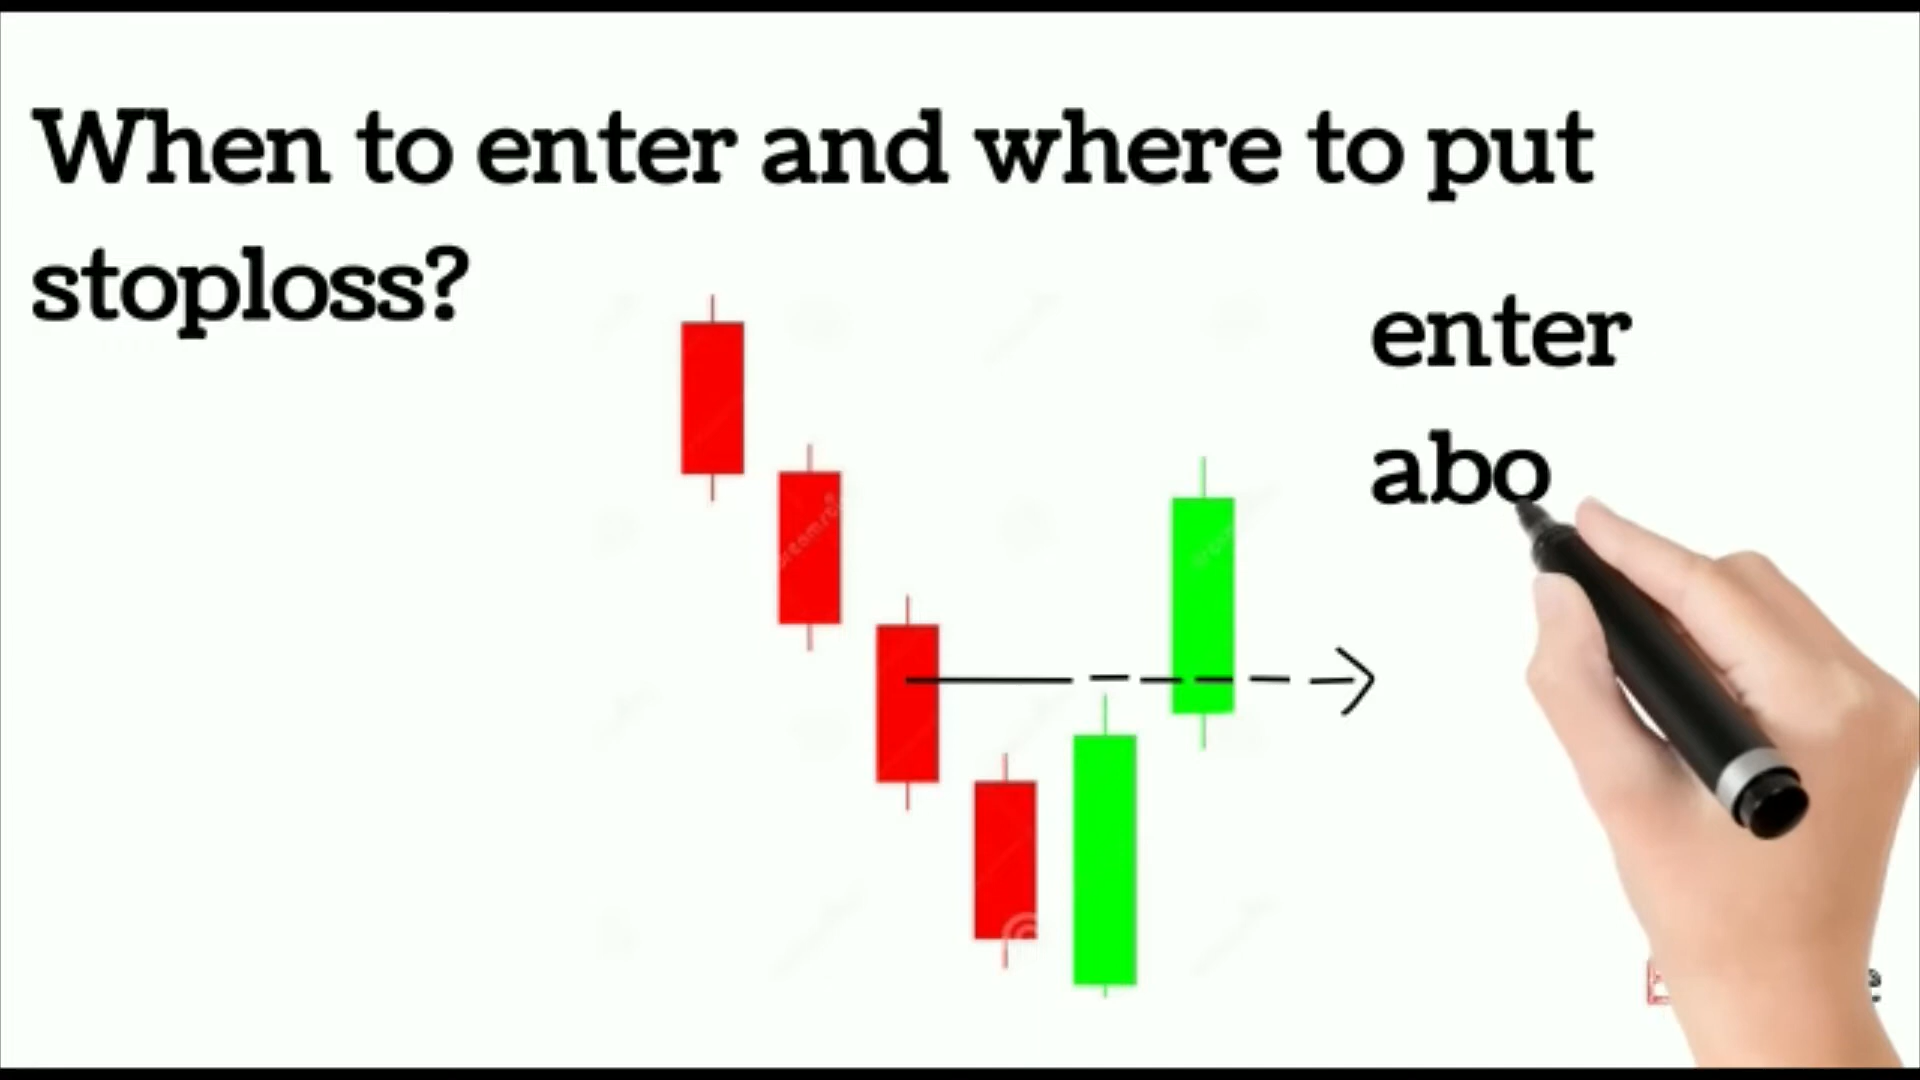 When to enter and where to put
stoploss?
enter
abo